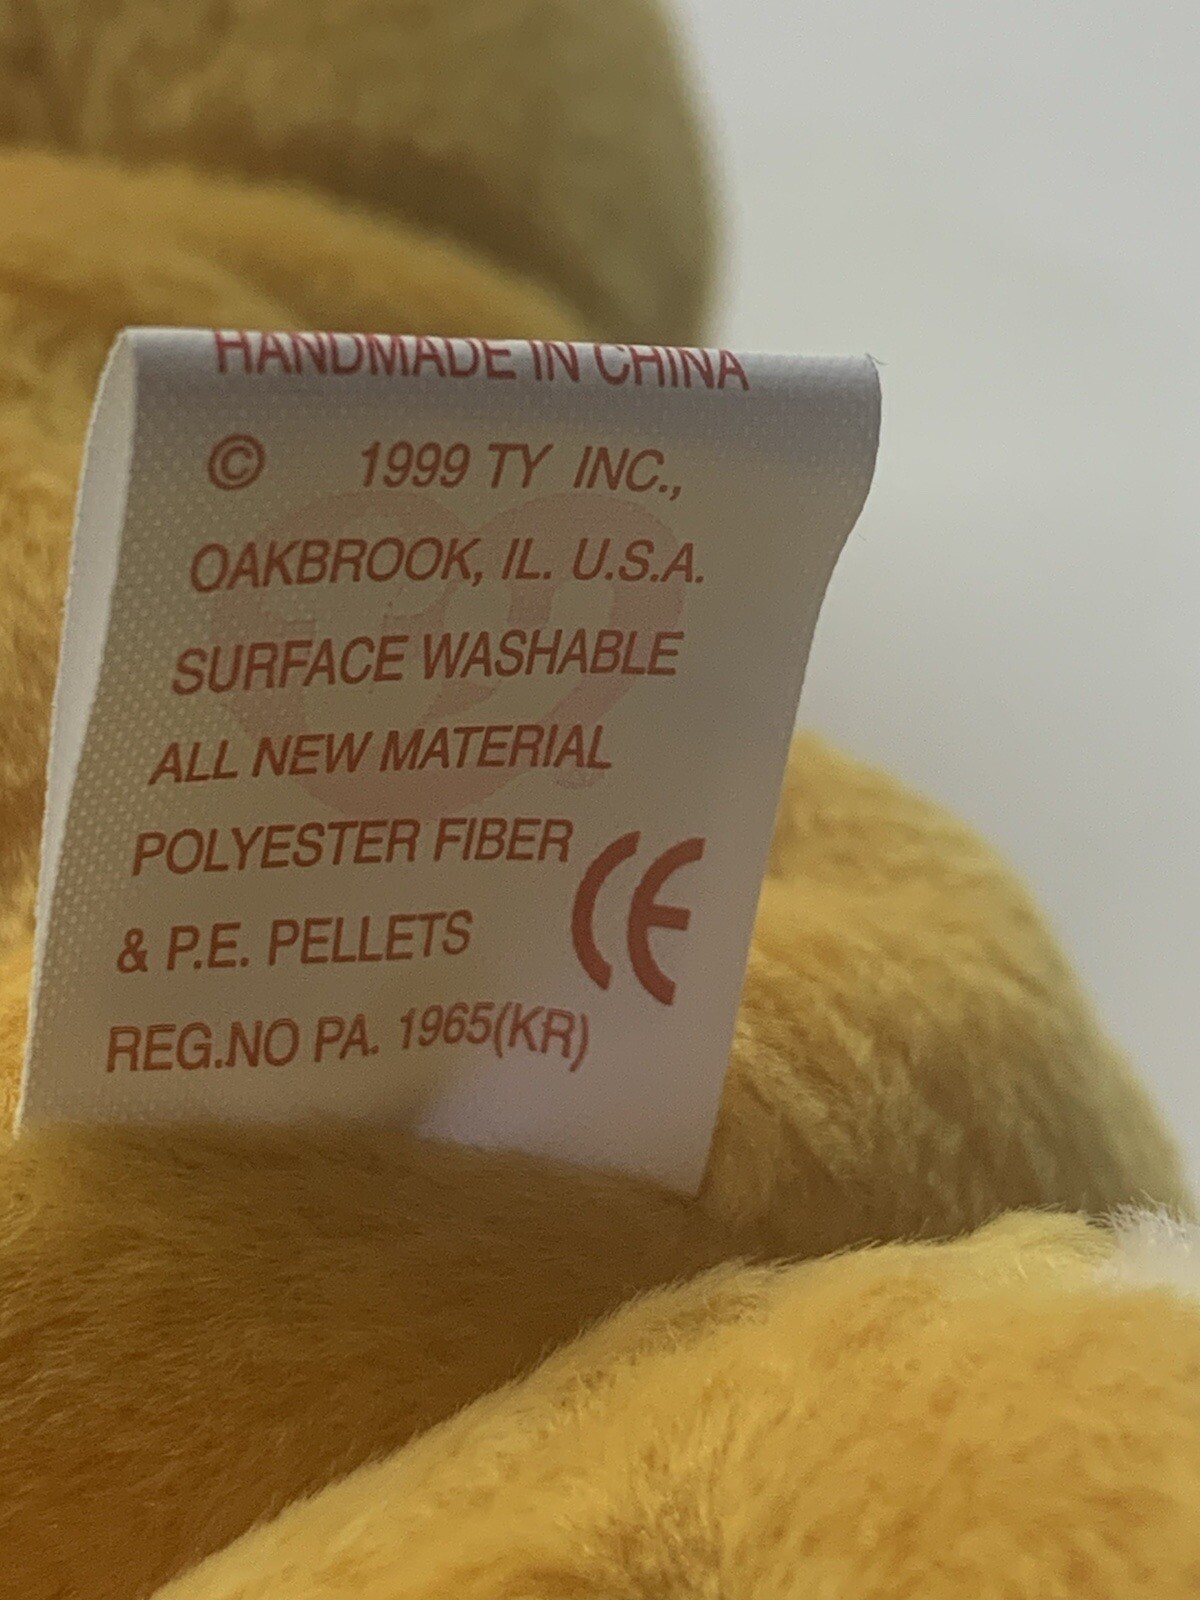 HANDMADE IN CHINA
© 1999 TY INC.,
OAKBROOK, IL. U.S.A.
SURFACE WASHABLE
ALL NEW MATERIAL
POLYESTER FIBER
& P.E. PELLETS
CE
REG.NO PA. 1965(KR)